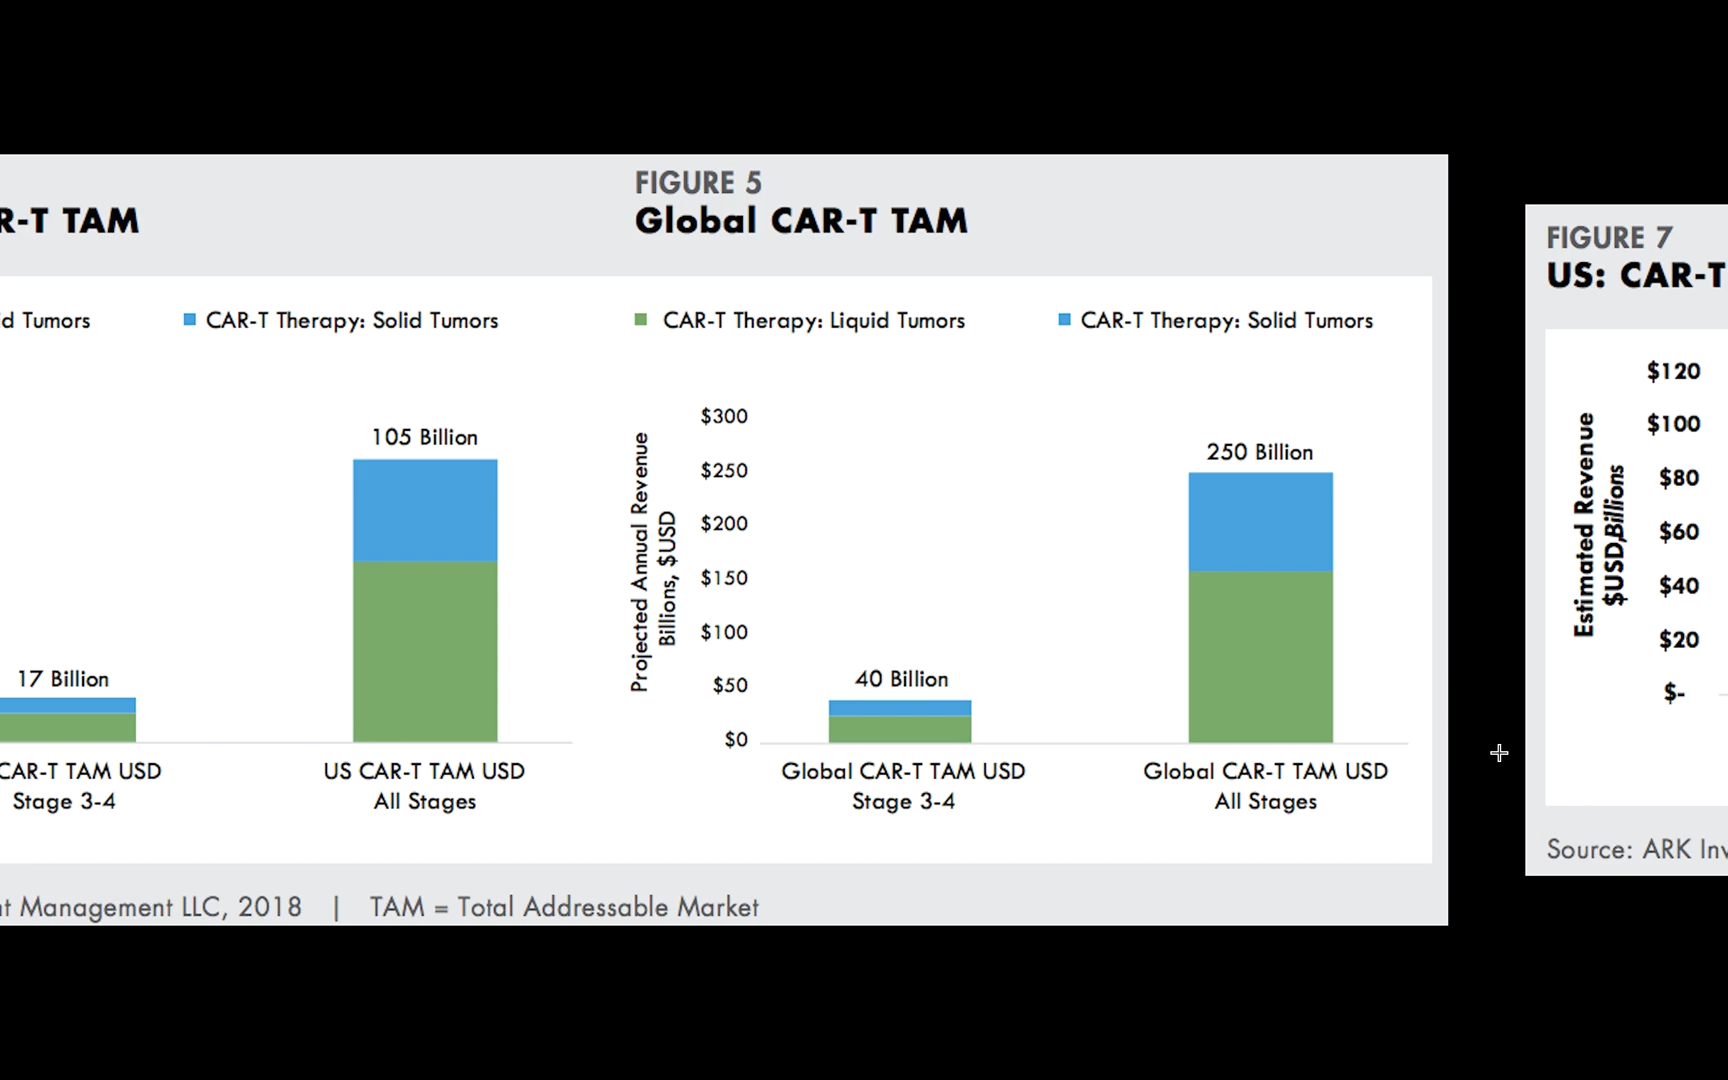 R-T TAM
d Tumors
CAR-T Therapy: Solid Tumors
105 Billion
17 Billion
CAR-T TAM USD
Stage 3-4
US CAR-T TAM USD
All Stages
FIGURE 5
Global CAR-T TAM
CAR-T Therapy: Liquid Tumors
CAR-T Therapy: Solid Tumors
Projected Annual Revenue
Billions, $USD
$300
$250
$200
$150
$100
$50
$0
40 Billion
250 Billion
Global CAR-T TAM USD
Stage 3-4
Global CAR-T TAM USD
All Stages
nt Management LLC, 2018 | TAM = Total Addressable Market
FIGURE 7
US: CAR-T
Estimated Revenue
$USD,Billions
$120
$100
$80
$60
$40
$20
$-
Source: ARK Inv